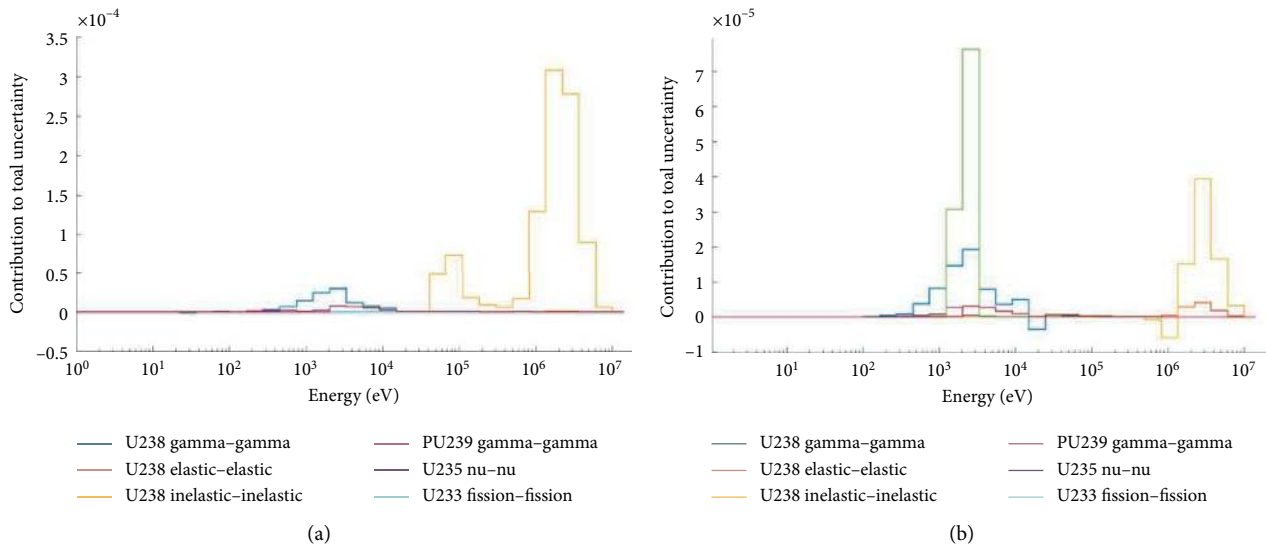 ×10⁻⁴
3.5
3
2.5
2
1.5
1
0.5
0
−0.5
Contribution to toal uncertainty
10⁰ 10¹ 10² 10³ 10⁴ 10⁵ 10⁶ 10⁷
Energy (eV)
U238 gamma–gamma
U238 elastic–elastic
U238 inelastic–inelastic
PU239 gamma–gamma
U235 nu–nu
U233 fission–fission
(a)
×10⁻⁵
7
6
5
4
3
2
1
0
−1
Contribution to toal uncertainty
10¹ 10² 10³ 10⁴ 10⁵ 10⁶ 10⁷
Energy (eV)
U238 gamma–gamma
U238 elastic–elastic
U238 inelastic–inelastic
PU239 gamma–gamma
U235 nu–nu
U233 fission–fission
(b)